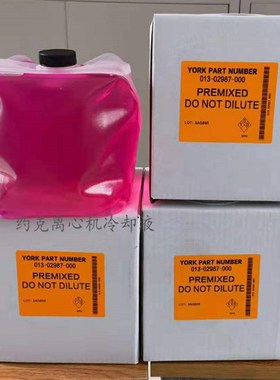 YORK PART NUMBER
013-02987-000
PREMIXED
DO NOT DILUTE
约克离心机冷却液
YORK PART NUMBER
013-02987-000
PREMIXED
DO NOT DILUTE
YORK PART NUMBER
013-02987-000
PREMIXED
DO NOT DILUTE